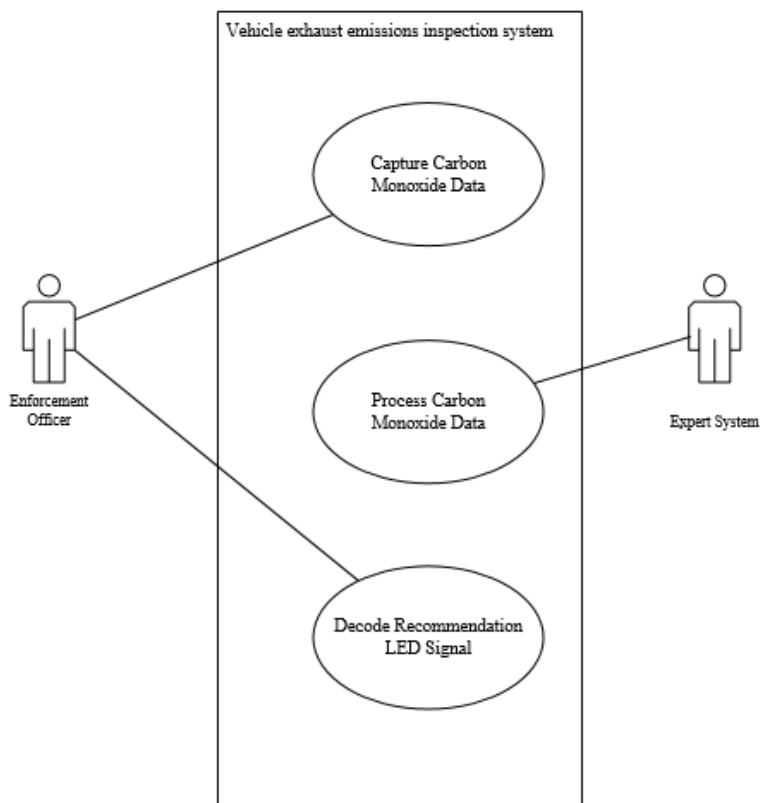 Vehicle exhaust emissions inspection system
Capture Carbon
Monoxide Data
Enforcement
Officer
Process Carbon
Monoxide Data
Expert System
Decode Recommendation
LED Signal